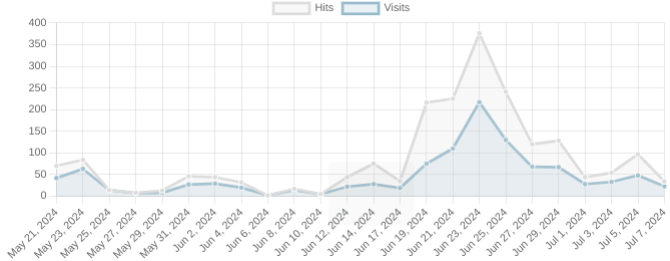 Hits Visits
400
350
300
250
200
150
100
50
0
May 21, 2024
May 23, 2024
May 25, 2024
May 27, 2024
May 29, 2024
May 31, 2024
Jun 2, 2024
Jun 4, 2024
Jun 6, 2024
Jun 8, 2024
Jun 10, 2024
Jun 12, 2024
Jun 14, 2024
Jun 17, 2024
Jun 19, 2024
Jun 21, 2024
Jun 23, 2024
Jun 25, 2024
Jun 27, 2024
Jun 29, 2024
Jul 1, 2024
Jul 3, 2024
Jul 5, 2024
Jul 7, 2024